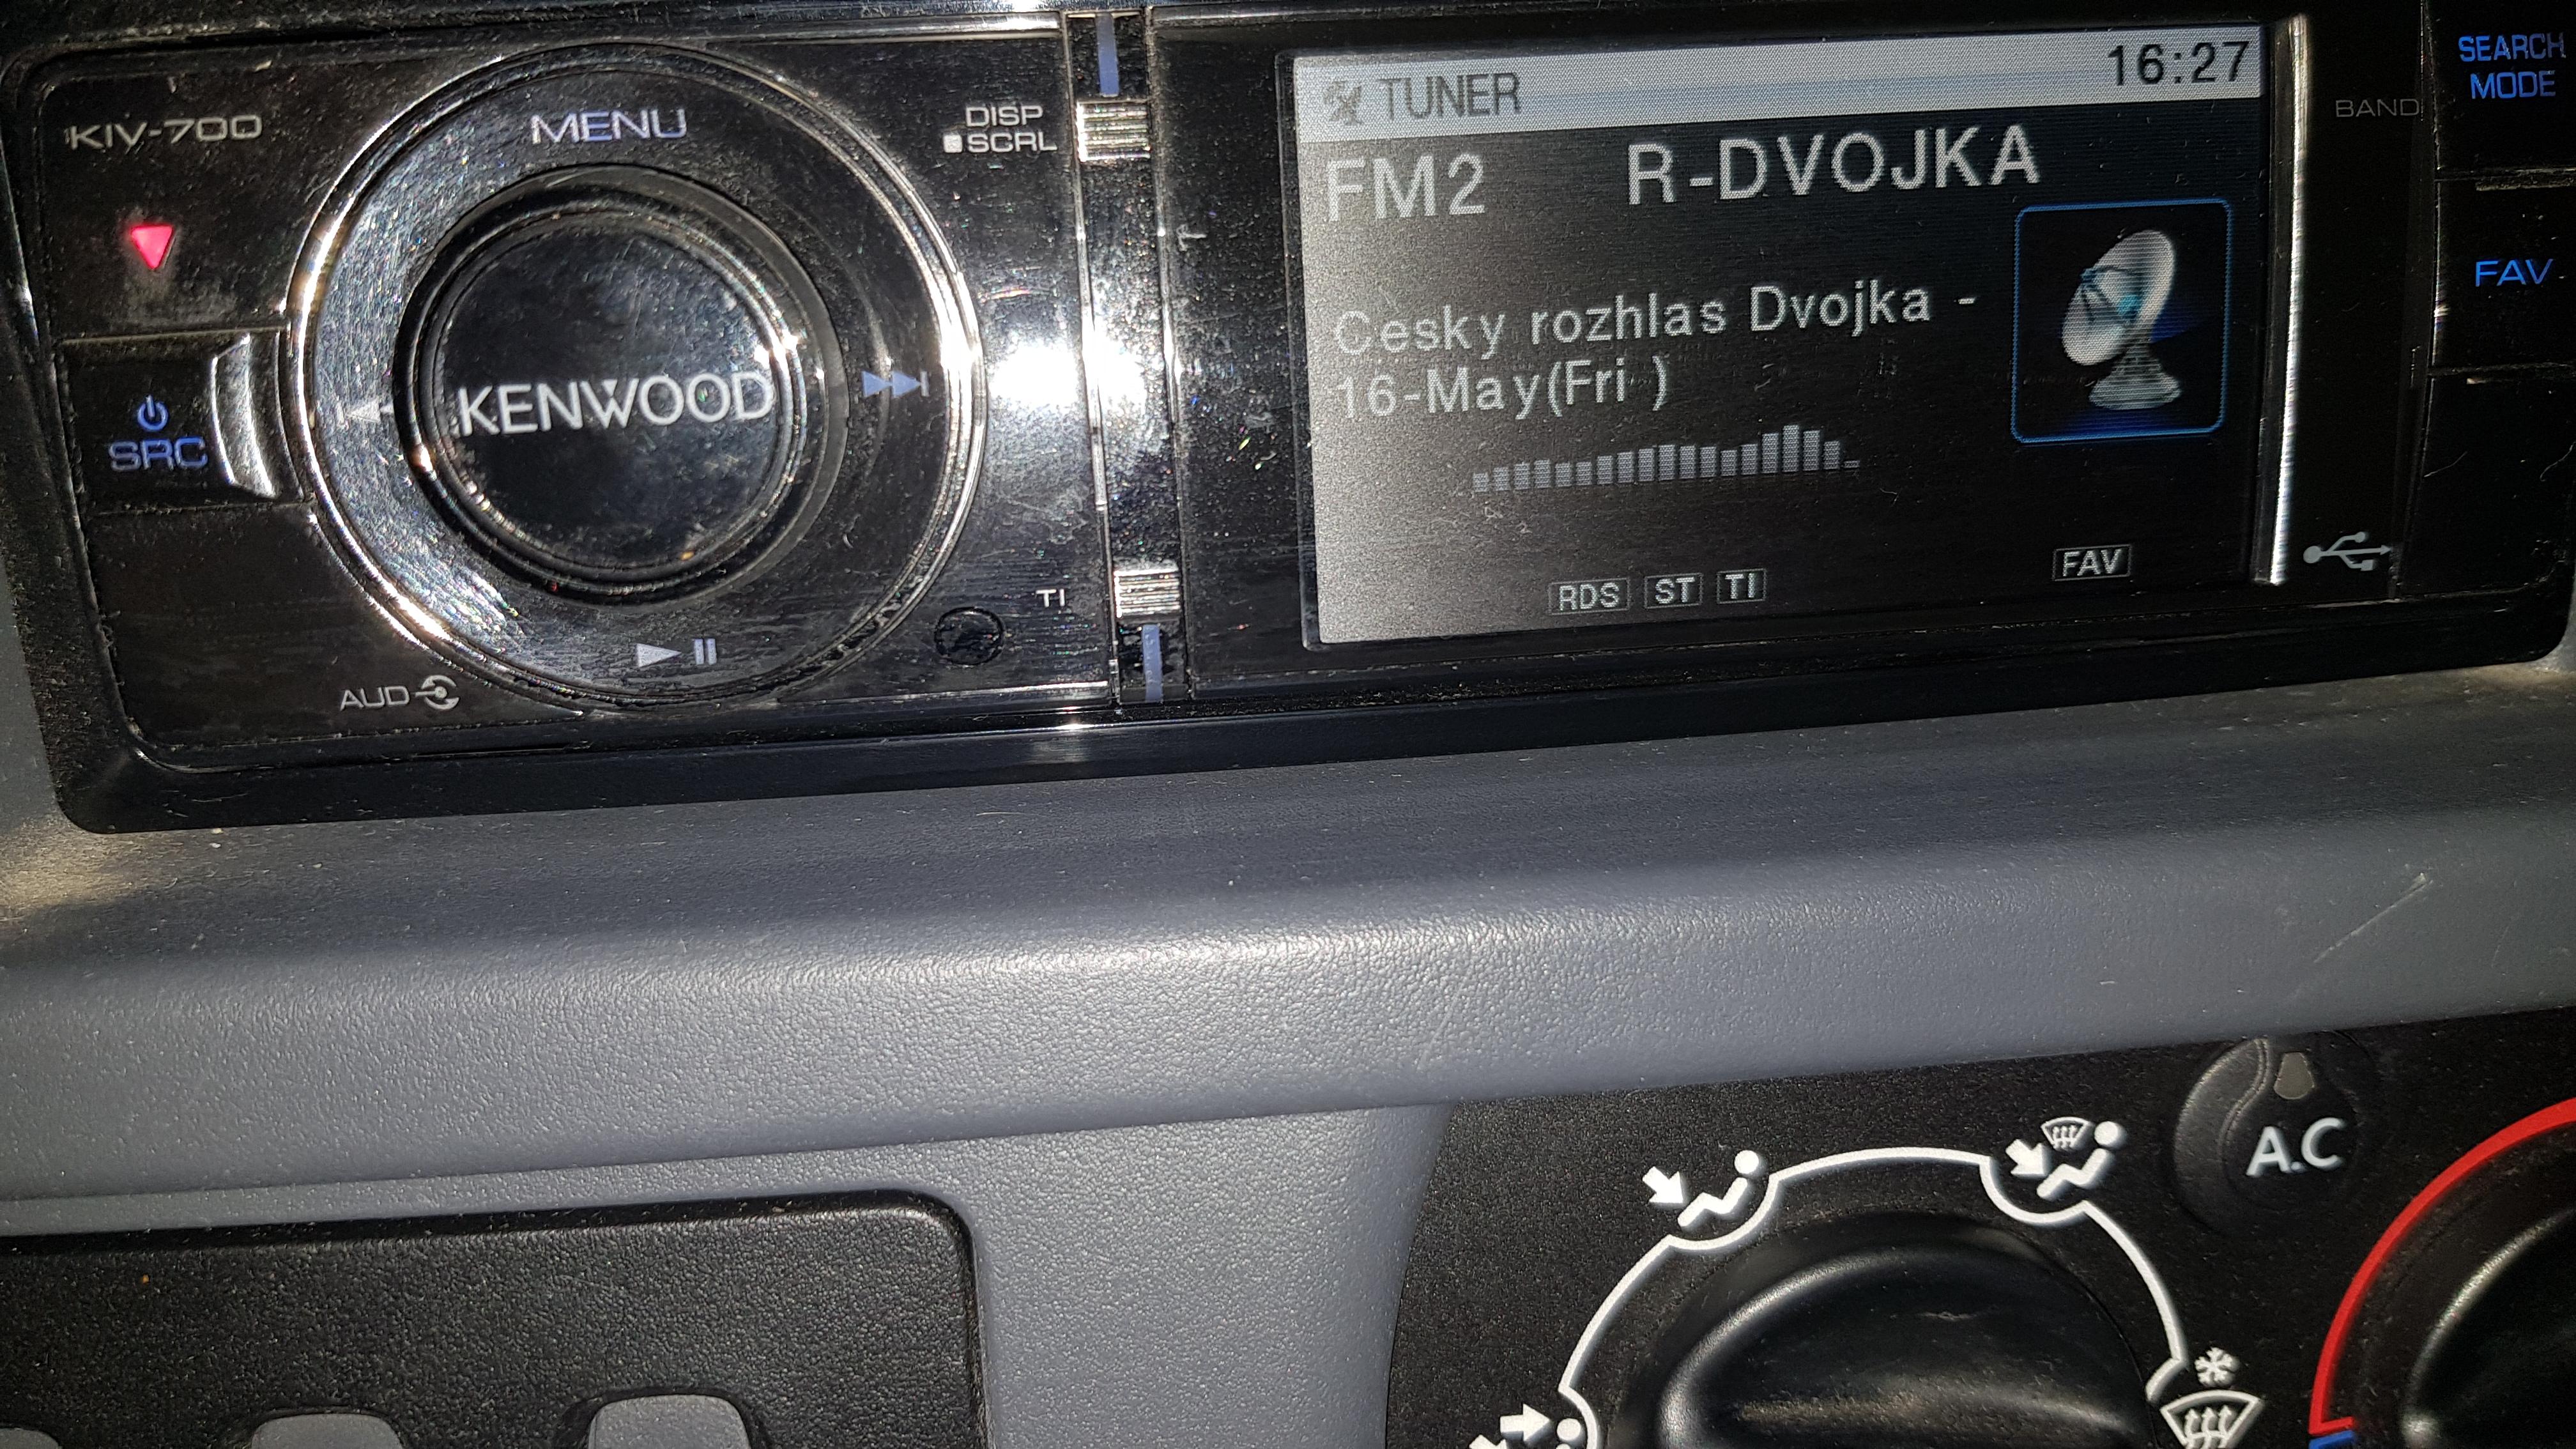 KIV-700
MENU
DISP
SCRL
SRC
KENWOOD
TI
AUD
TUNER
16:27
FM2 R-DVOJKA
Cesky rozhlas Dvojka -
16-May(Fri )
RDS ST TI
FAV
BAND
SEARCH
MODE
FAV
A.C